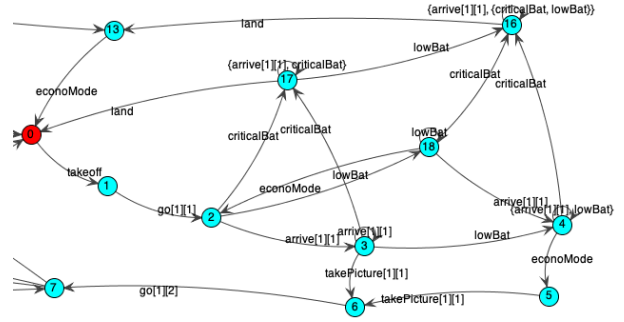 {arrive[1][1], {criticalBat, lowBat}}
16
land
13
lowBat
{arrive[1][1], criticalBat}
17
criticalBat
criticalBat
econoMode
land
0
criticalBat
criticalBat
lowBat
18
takeoff
1
econoMode
lowBat
go[1][1]
2
arrive[1][1]
{arrive[1][1], lowBat}
4
arrive[1][1]
arrive[1][1]
3
lowBat
econoMode
takePicture[1][1]
7
go[1][2]
6
takePicture[1][1]
5